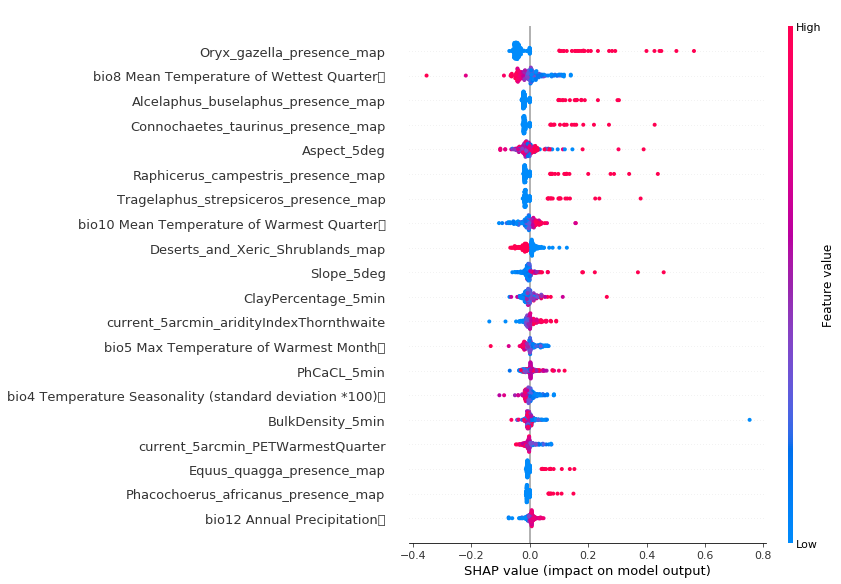 High
Oryx_gazella_presence_map
bio8 Mean Temperature of Wettest Quarter
Alcelaphus_buselaphus_presence_map
Connochaetes_taurinus_presence_map
Aspect_5deg
Raphicerus_campestris_presence_map
Tragelaphus_strepsiceros_presence_map
bio10 Mean Temperature of Warmest Quarter
Deserts_and_Xeric_Shrublands_map
Slope_5deg
ClayPercentage_5min
current_5arcmin_aridityIndexThornthwaite
bio5 Max Temperature of Warmest Month
PhCaCL_5min
bio4 Temperature Seasonality (standard deviation *100)
BulkDensity_5min
current_5arcmin_PETWarmestQuarter
Equus_quagga_presence_map
Phacochoerus_africanus_presence_map
bio12 Annual Precipitation
Feature value
Low
−0.4 −0.2 0.0 0.2 0.4 0.6 0.8
SHAP value (impact on model output)